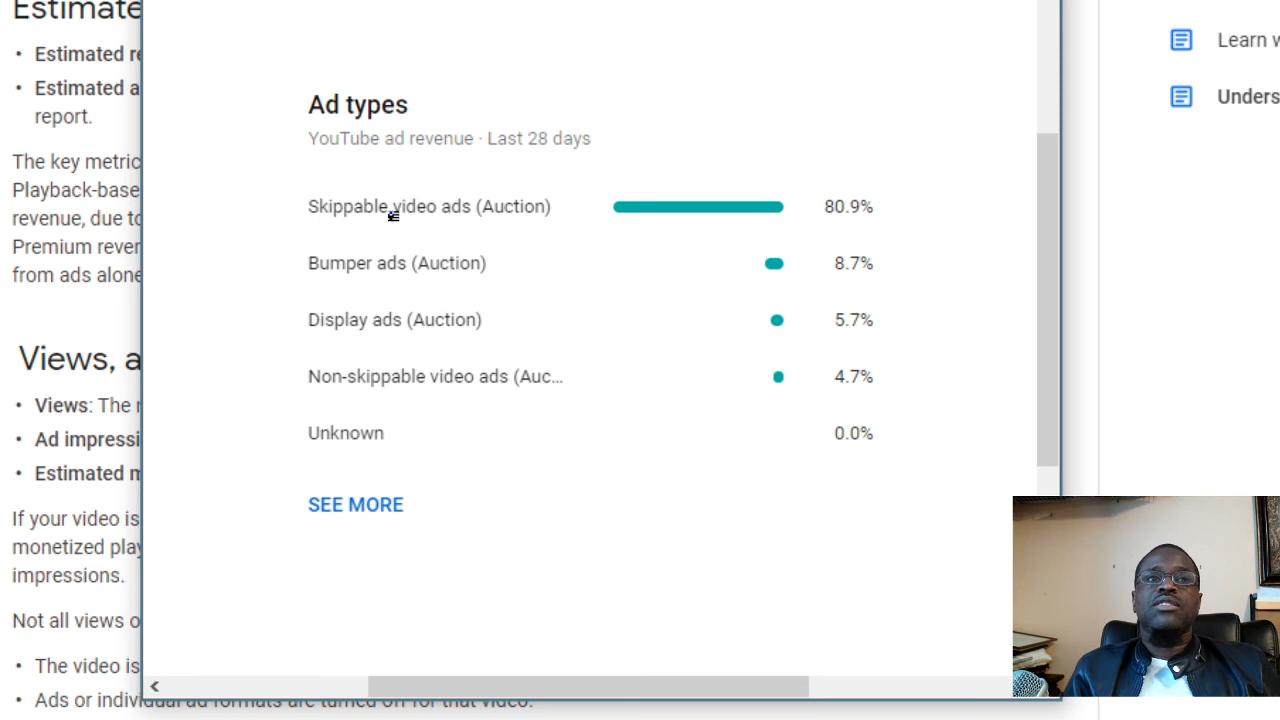 Estimate
• Estimated re
• Estimated a
report.
The key metric
Playback-base
revenue, due to
Premium rever
from ads alone
Views, a
• Views: The r
• Ad impressi
• Estimated m
If your video is
monetized play
impressions.
Not all views o
• The video is
• Ads or individual ad formats are turned off for that video.
Ad types
YouTube ad revenue · Last 28 days
Skippable video ads (Auction) 80.9%
Bumper ads (Auction) 8.7%
Display ads (Auction) 5.7%
Non-skippable video ads (Auc... 4.7%
Unknown 0.0%
SEE MORE
Learn w
Unders